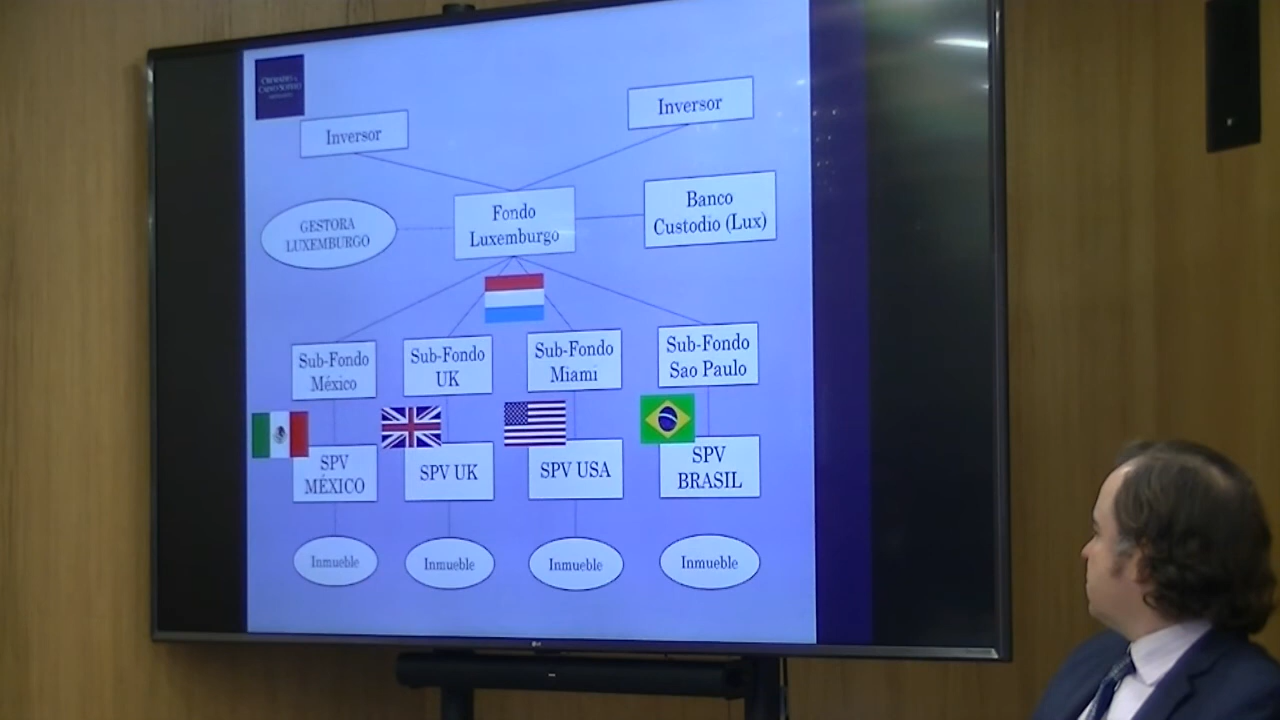 Inversor
Inversor
GESTORA
LUXEMBURGO
Fondo
Luxemburgo
Banco
Custodio (Lux)
Sub-Fondo
México
Sub-Fondo
UK
Sub-Fondo
Miami
Sub-Fondo
Sao Paulo
SPV
MÉXICO
SPV UK
SPV USA
SPV
BRASIL
Inmueble
Inmueble
Inmueble
Inmueble